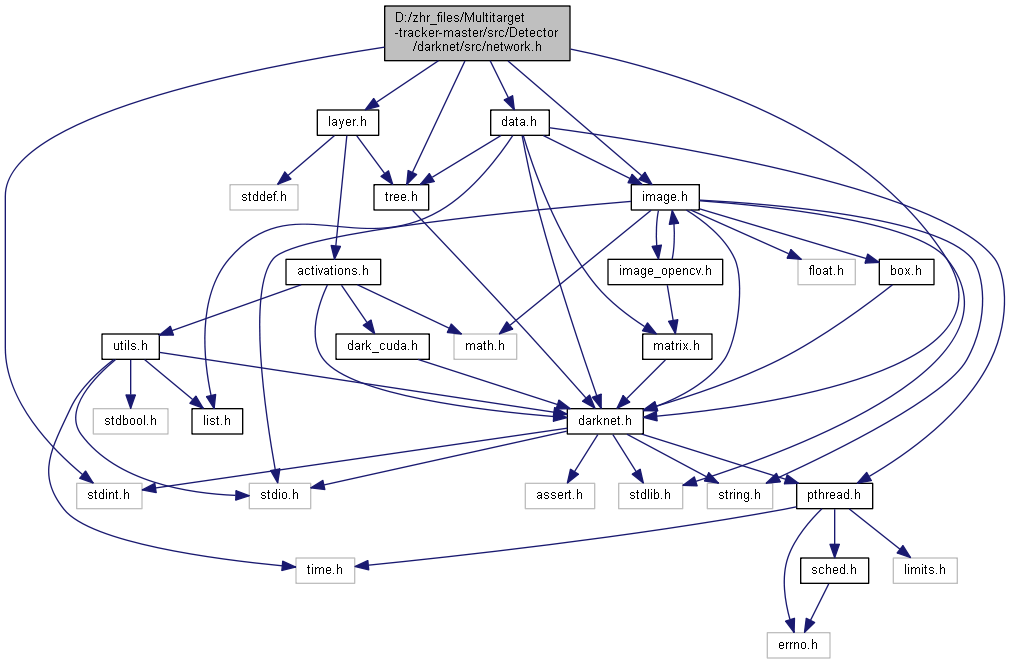 D:/zhr_files/Multitarget
-tracker-master/src/Detector
/darknet/src/network.h
layer.h
data.h
stddef.h
tree.h
image.h
activations.h
image_opencv.h
float.h
box.h
utils.h
dark_cuda.h
math.h
matrix.h
stdbool.h
list.h
darknet.h
stdint.h
stdio.h
assert.h
stdlib.h
string.h
pthread.h
time.h
sched.h
limits.h
errno.h